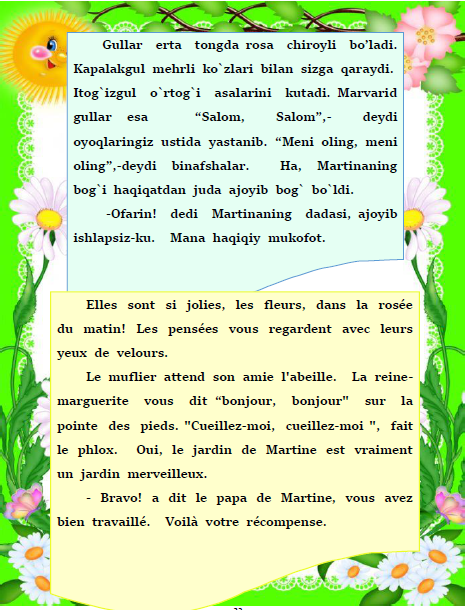 Gullar erta tongda rosa chiroyli bo’ladi.
Kapalakgul mehrli ko`zlari bilan sizga qaraydi.
Itog`izgul o`rtog`i asalarini kutadi. Marvarid
gullar esa “Salom, Salom”,- deydi
oyoqlaringiz ustida yastanib. “Meni oling, meni
oling”,-deydi binafshalar. Ha, Martinaning
bog`i haqiqatdan juda ajoyib bog` bo`ldi.
-Ofarin! dedi Martinaning dadasi, ajoyib
ishlapsiz-ku. Mana haqiqiy mukofot.
Elles sont si jolies, les fleurs, dans la rosée
du matin! Les pensées vous regardent avec leurs
yeux de velours.
Le muflier attend son amie l'abeille. La reine-
marguerite vous dit “bonjour, bonjour" sur la
pointe des pieds. "Cueillez-moi, cueillez-moi ", fait
le phlox. Oui, le jardin de Martine est vraiment
un jardin merveilleux.
- Bravo! a dit le papa de Martine, vous avez
bien travaillé. Voilà votre récompense.